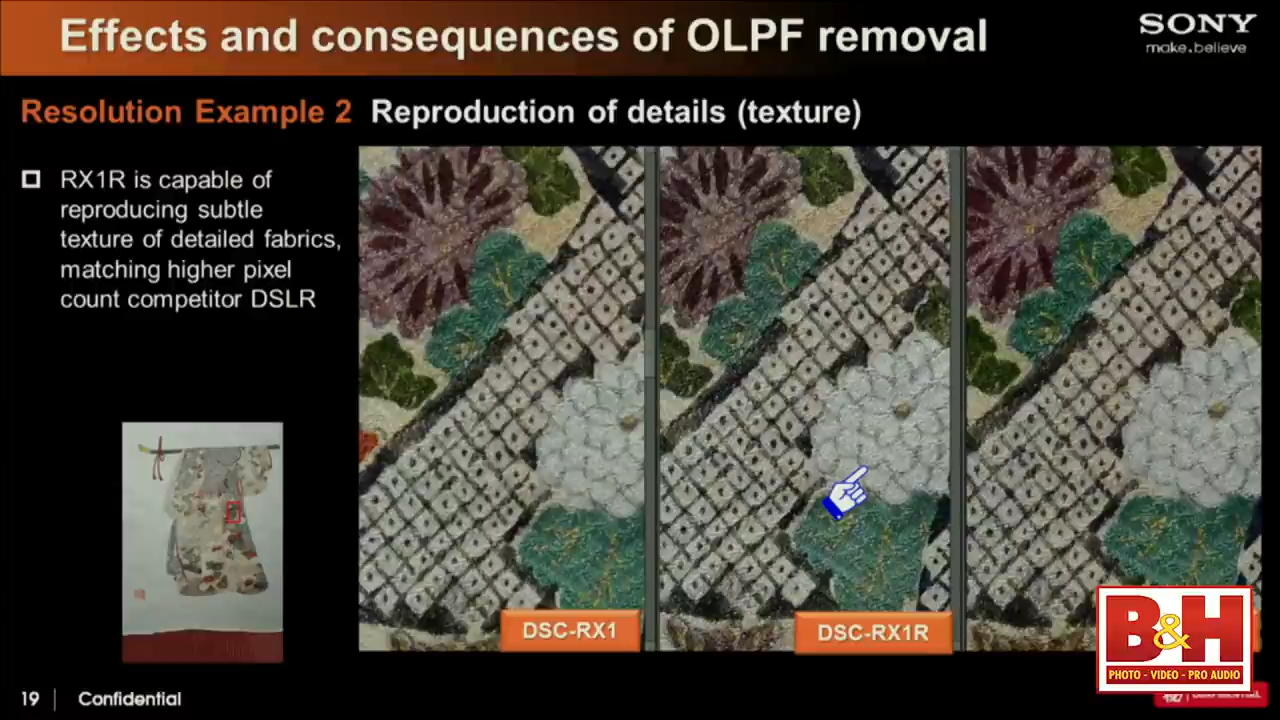 Effects and consequences of OLPF removal
SONY
make.believe
Resolution Example 2 Reproduction of details (texture)
RX1R is capable of
reproducing subtle
texture of detailed fabrics,
matching higher pixel
count competitor DSLR
DSC-RX1
DSC-RX1R
B&H
PHOTO - VIDEO - PRO AUDIO
19
Confidential